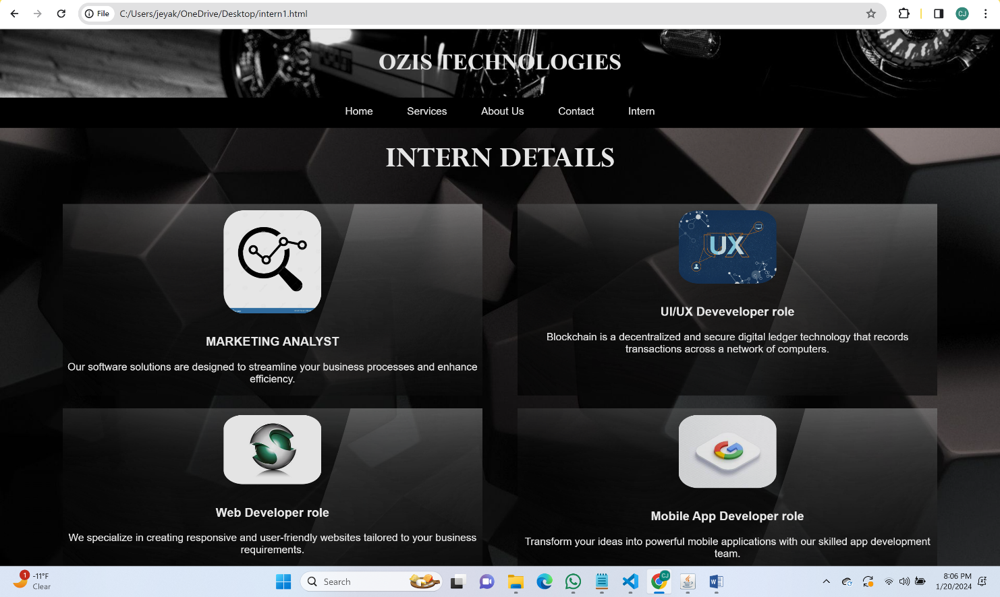 File C:/Users/jeyak/OneDrive/Desktop/intern1.html CJ
OZIS TECHNOLOGIES
Home Services About Us Contact Intern
INTERN DETAILS
UX
MARKETING ANALYST
Our software solutions are designed to streamline your business processes and enhance
efficiency.
UI/UX Deveveloper role
Blockchain is a decentralized and secure digital ledger technology that records
transactions across a network of computers.
S
G
Web Developer role
We specialize in creating responsive and user-friendly websites tailored to your business
requirements.
Mobile App Developer role
Transform your ideas into powerful mobile applications with our skilled app development
team.
1 -11°F
Clear
Search
CJ
W
8:06 PM
1/20/2024